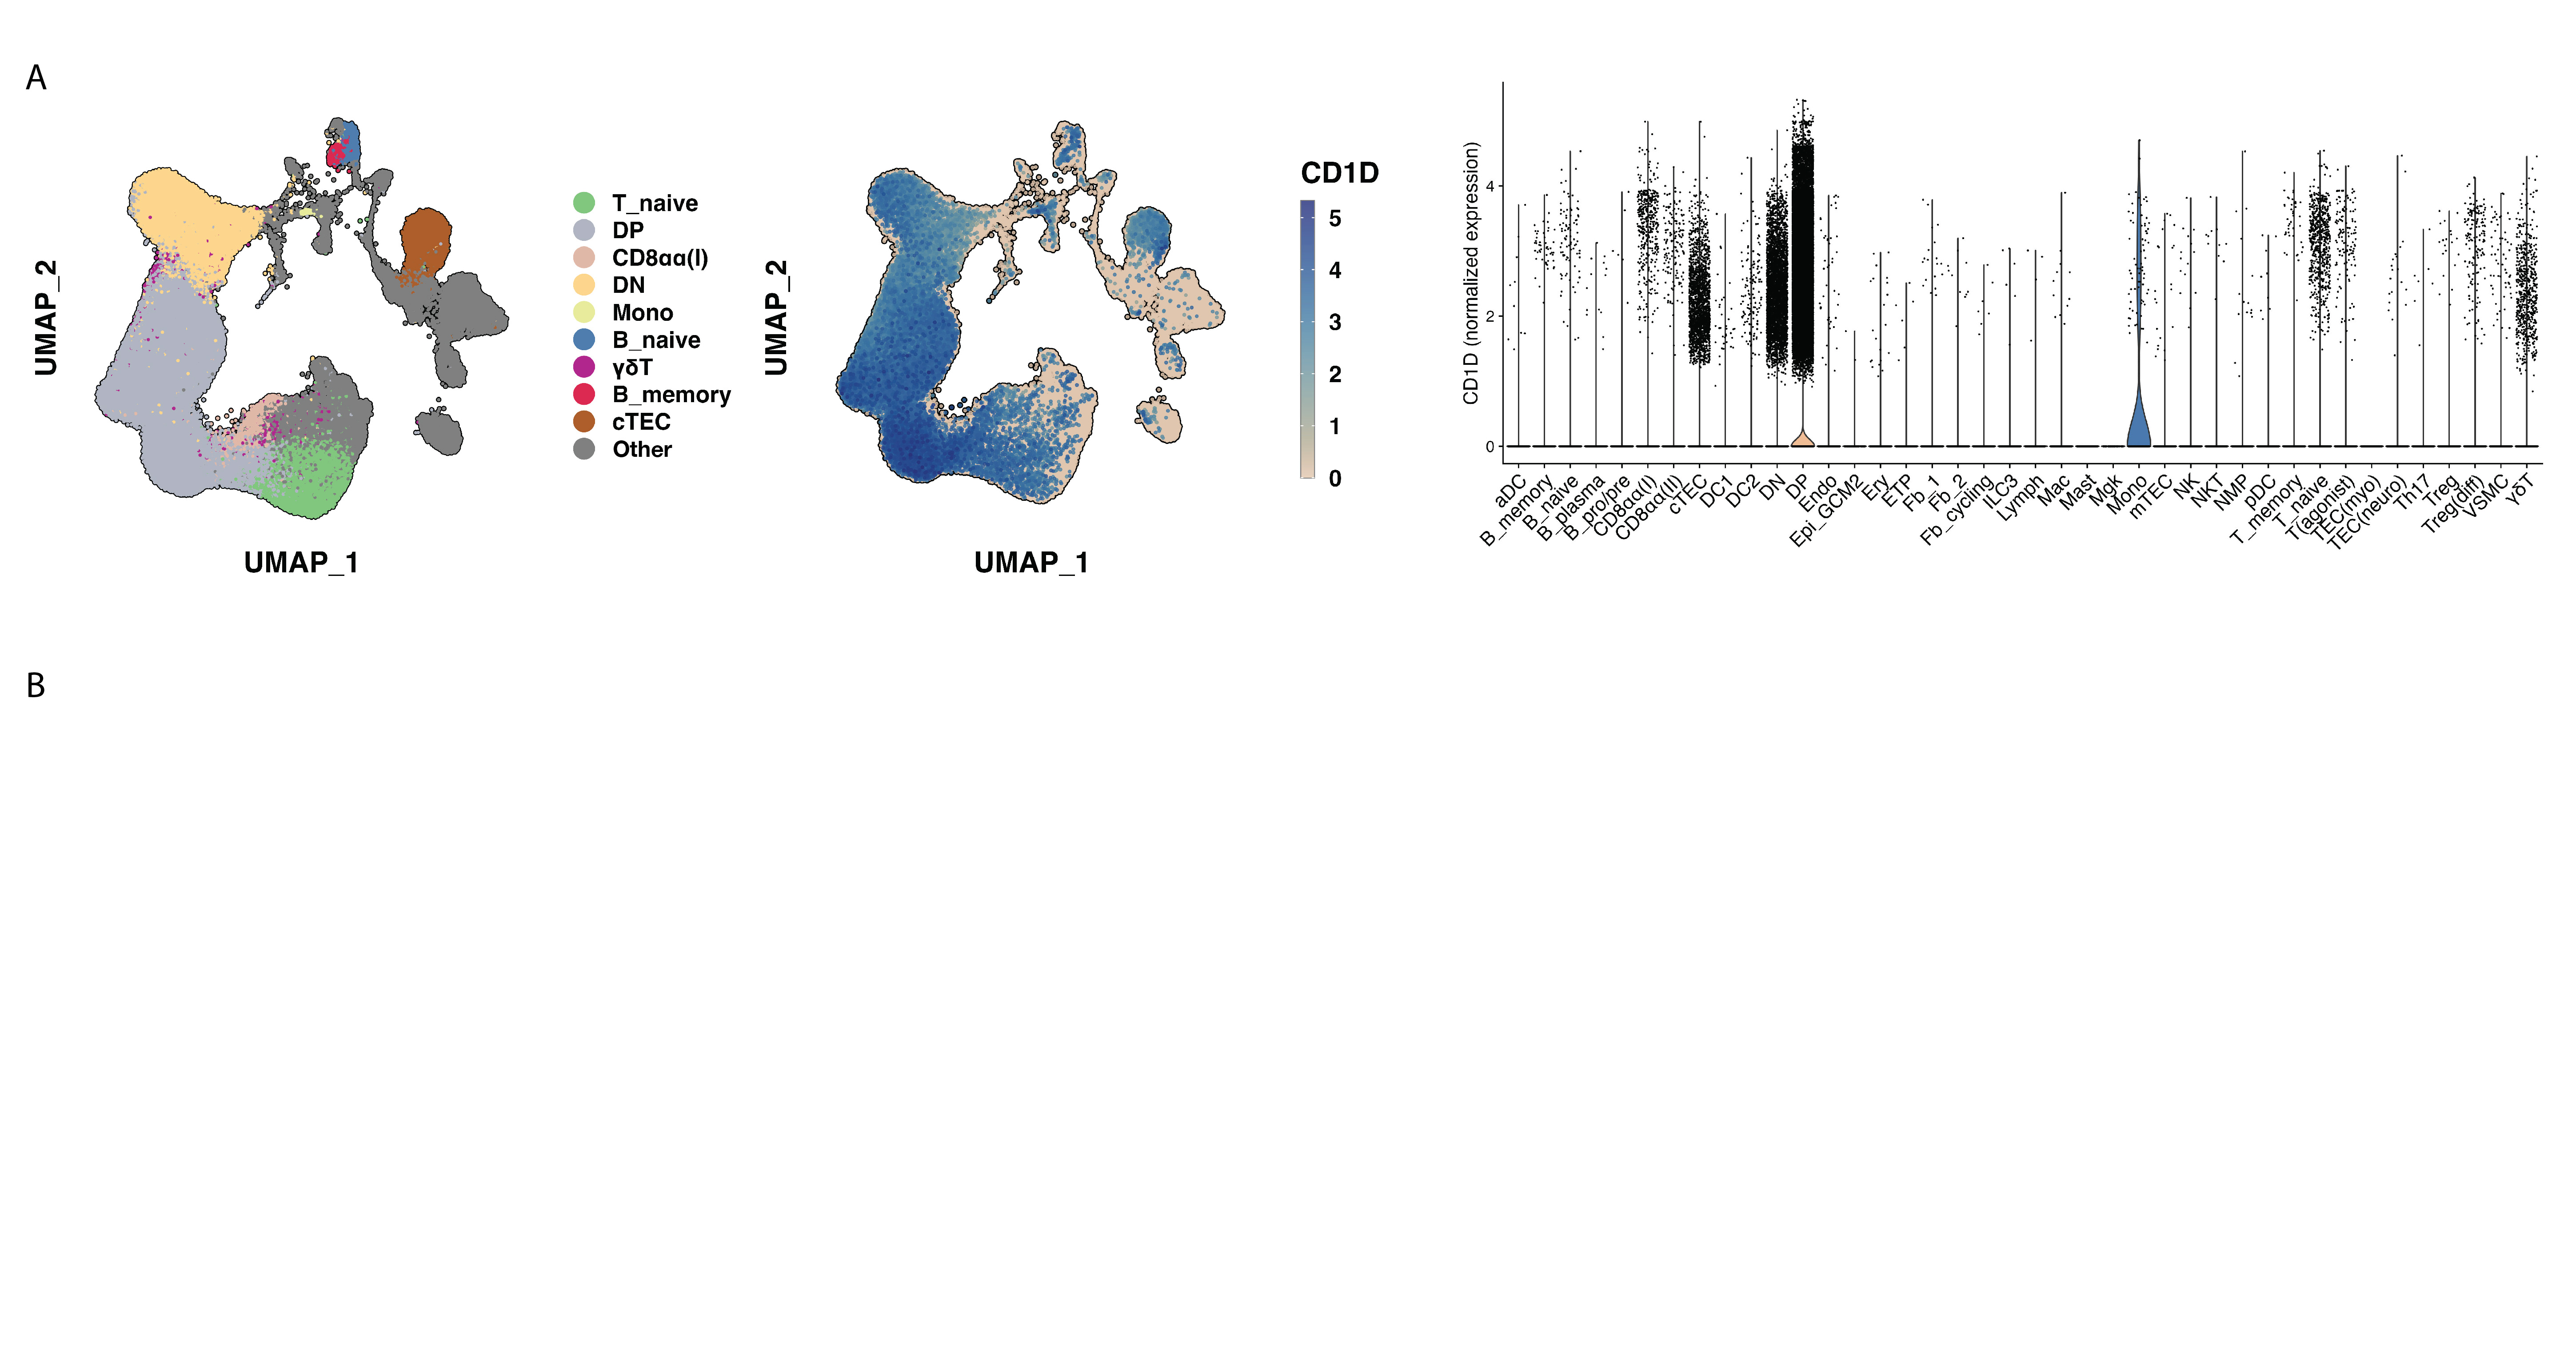 A
UMAP_2
UMAP_1
T_naive
DP
CD8αα(I)
DN
Mono
B_naive
γδT
B_memory
cTEC
Other
UMAP_2
UMAP_1
CD1D
5
4
3
2
1
0
CD1D (normalized expression)
4
2
0
aDC
B_memory
B_naive
B_plasma
B_pro/pre
CD8αα(I)
CD8αα(II)
cTEC
DC1
DC2
DN
DP
Endo
Epi_GCM2
Ery
ETP
Fb_1
Fb_2
Fb_cycling
ILC3
Lymph
Mac
Mast
Mgk
Mono
mTEC
NK
NKT
NMP
pDC
T_memory
T_naive
T(agonist)
TEC(myo)
TEC(neuro)
Th17
Treg
Treg(diff)
VSMC
γδT
B